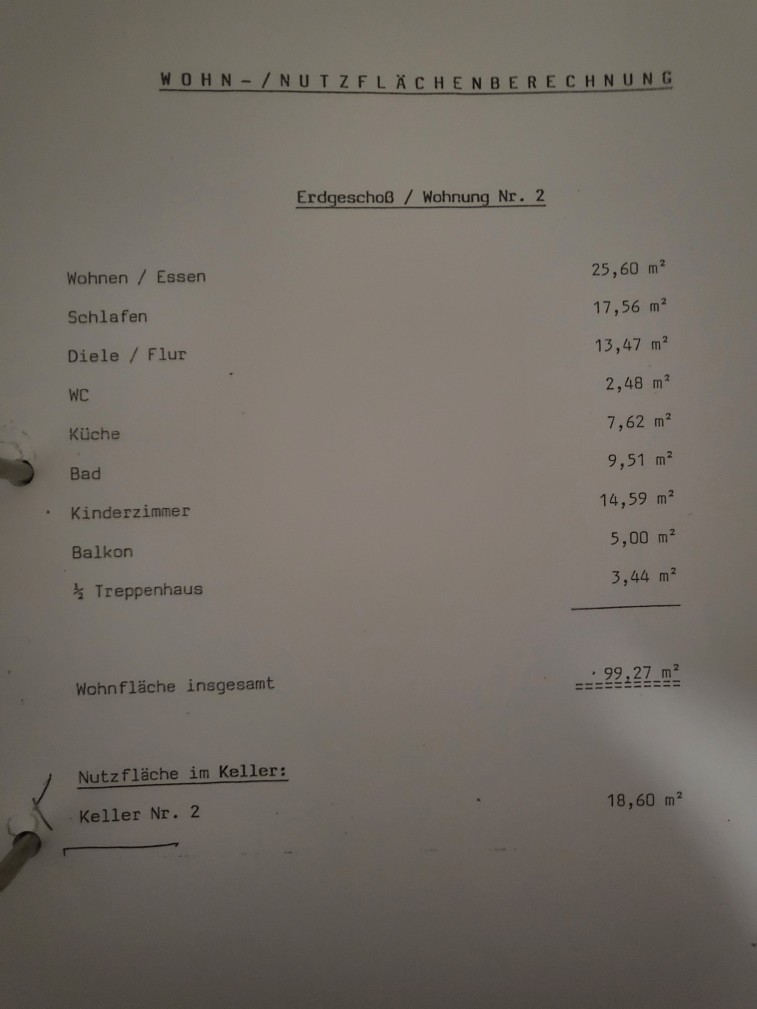 WOHN-/NUTZFLÄCHENBERECHNUNG
Erdgeschoß / Wohnung Nr. 2
Wohnen / Essen 25,60 m²
Schlafen 17,56 m²
Diele / Flur 13,47 m²
WC 2,48 m²
Küche 7,62 m²
Bad 9,51 m²
Kinderzimmer 14,59 m²
Balkon 5,00 m²
½ Treppenhaus 3,44 m²
Wohnfläche insgesamt 99,27 m²
Nutzfläche im Keller:
Keller Nr. 2 18,60 m²